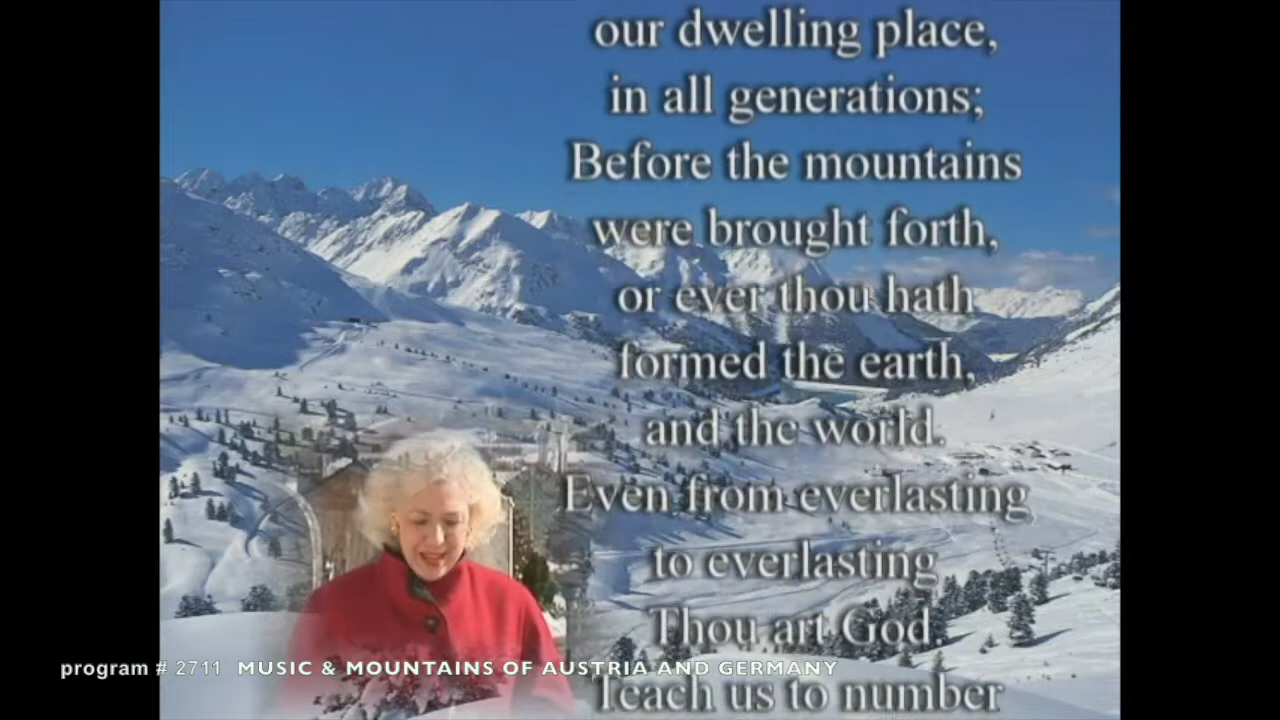 our dwelling place,
in all generations;
Before the mountains
were brought forth,
or ever thou hath
formed the earth,
and the world.
Even from everlasting
to everlasting
Thou art God.
program # 2711 MUSIC & MOUNTAINS OF AUSTRIA AND GERMANY
Teach us to number